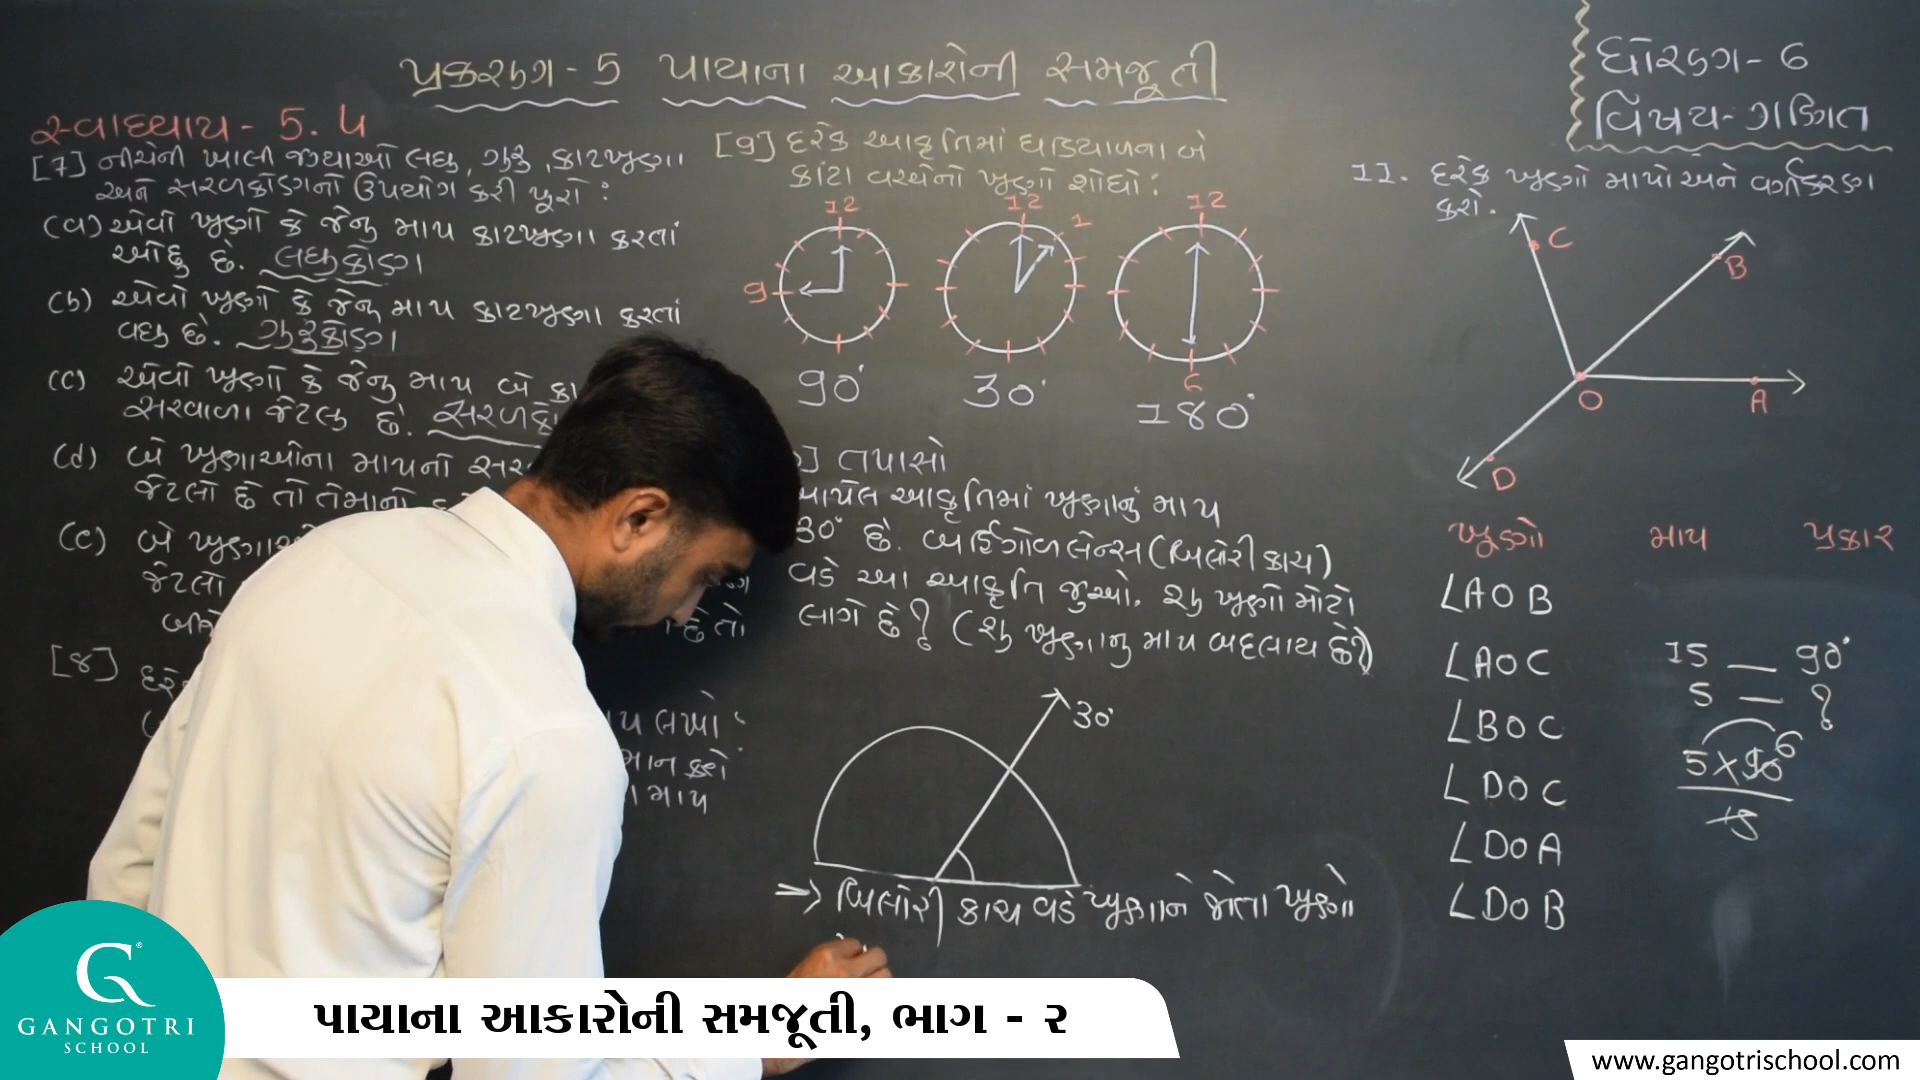 પ્રકરણ - 5 પાયાના આકારોની સમજૂતી
ધોરણ - 6
વિષય - ગણિત
સ્વાધ્યાય - 5.4
[7] નીચેની ખાલી જગ્યાઓ લઘુ, ગુરુ, કાટખૂણા
અને સરળકોણનો ઉપયોગ કરી પૂરો :
(a) એવો ખૂણો કે જેનુ માપ કાટખૂણા કરતાં
ઓછુ છે. લઘુકોણ
(b) એવો ખૂણો કે જેનુ માપ કાટખૂણા કરતાં
વધુ છે. ગુરુકોણ
(c) એવો ખૂણો કે જેનુ માપ બે કા
સરવાળા જેટલુ છે.
(d) બે ખૂણાઓના માપનો
જેટલો છે તો તેમાનો
(c) બે
જેટલો
છે તો
[8]
માપ લખો :
માપ
[9] દરેક આકૃતિમાં ઘડિયાળના બે
કાંટા વચ્ચેનો ખૂણો શોધો :
12
9
90°
12
1
30°
12
6
180°
તપાસો
આકૃતિમાં ખૂણાનું માપ
30° છે. બહિર્ગોળ લેન્સ (બિલોરી કાચ)
વડે આ આકૃતિ જુઓ. શુ ખૂણો મોટો
લાગે છે? (શુ ખૂણાનુ માપ બદલાય છે?)
30°
→ બિલોરી કાચ વડે ખૂણાને જોતા ખૂણો
11. દરેક ખૂણો માપો અને વર્ગીકરણ
કરો.
C
B
O
A
D
ખૂણો માપ પ્રકાર
∠AOB
∠AOC
∠BOC
∠DOC
∠DOA
∠DOB
15 — 90°
5 — ?
5 × 90 6
15
GANGOTRI
SCHOOL
પાયાના આકારોની સમજૂતી, ભાગ - ૨
www.gangotrischool.com